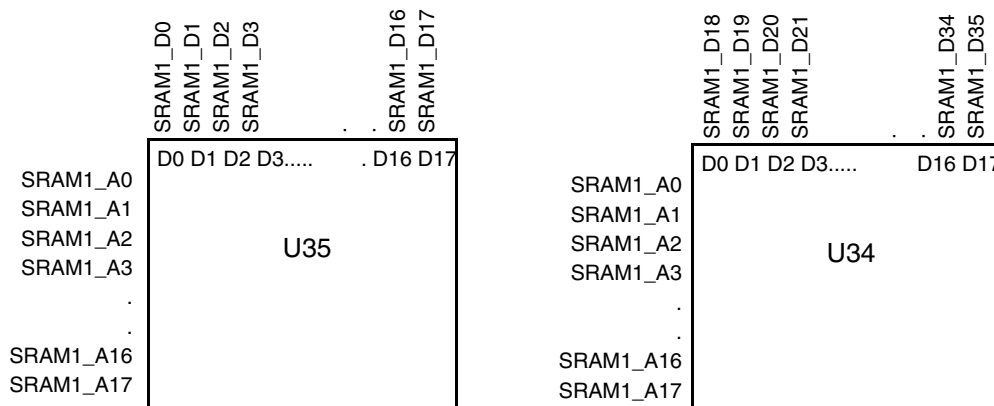 SRAM1_D0
SRAM1_D1
SRAM1_D2
SRAM1_D3
. .
SRAM1_D16
SRAM1_D17
D0 D1 D2 D3..... . D16 D17
SRAM1_A0
SRAM1_A1
SRAM1_A2
SRAM1_A3
.
.
SRAM1_A16
SRAM1_A17
U35
SRAM1_D18
SRAM1_D19
SRAM1_D20
SRAM1_D21
. .
SRAM1_D34
SRAM1_D35
D0 D1 D2 D3..... D16 D17
SRAM1_A0
SRAM1_A1
SRAM1_A2
SRAM1_A3
.
.
SRAM1_A16
SRAM1_A17
U34